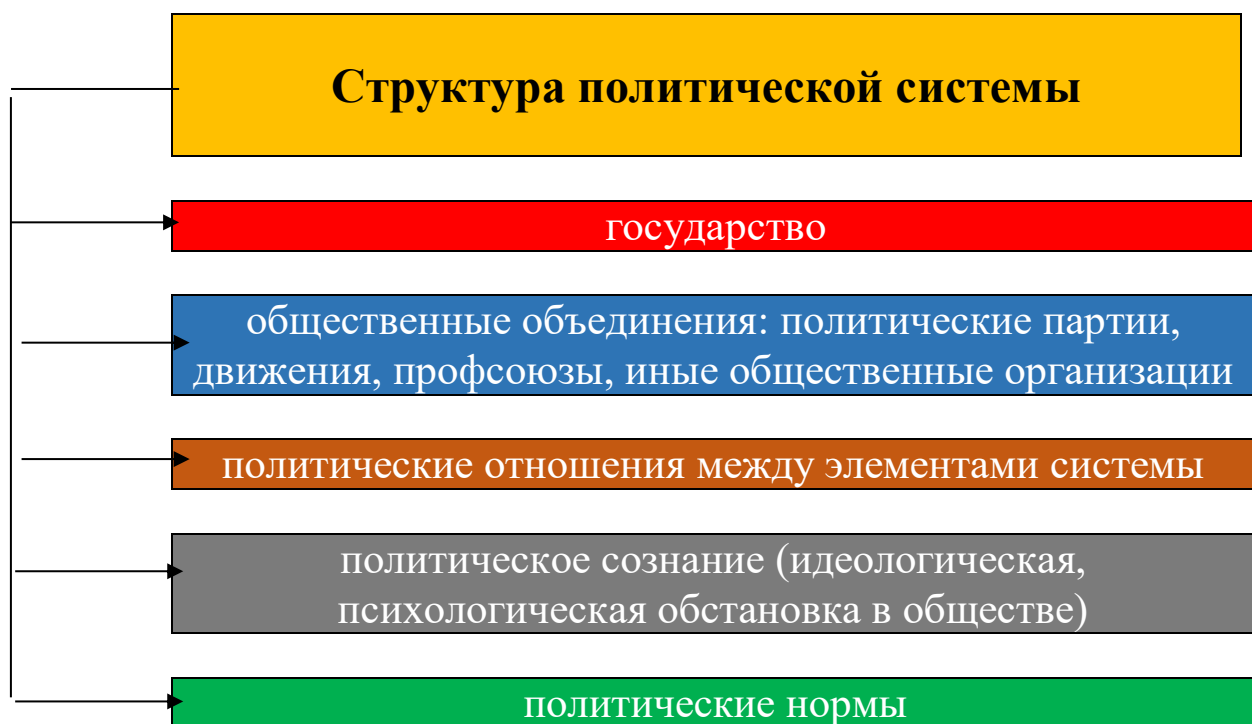 Структура политической системы
государство
общественные объединения: политические партии,
движения, профсоюзы, иные общественные организации
политические отношения между элементами системы
политическое сознание (идеологическая,
психологическая обстановка в обществе)
политические нормы